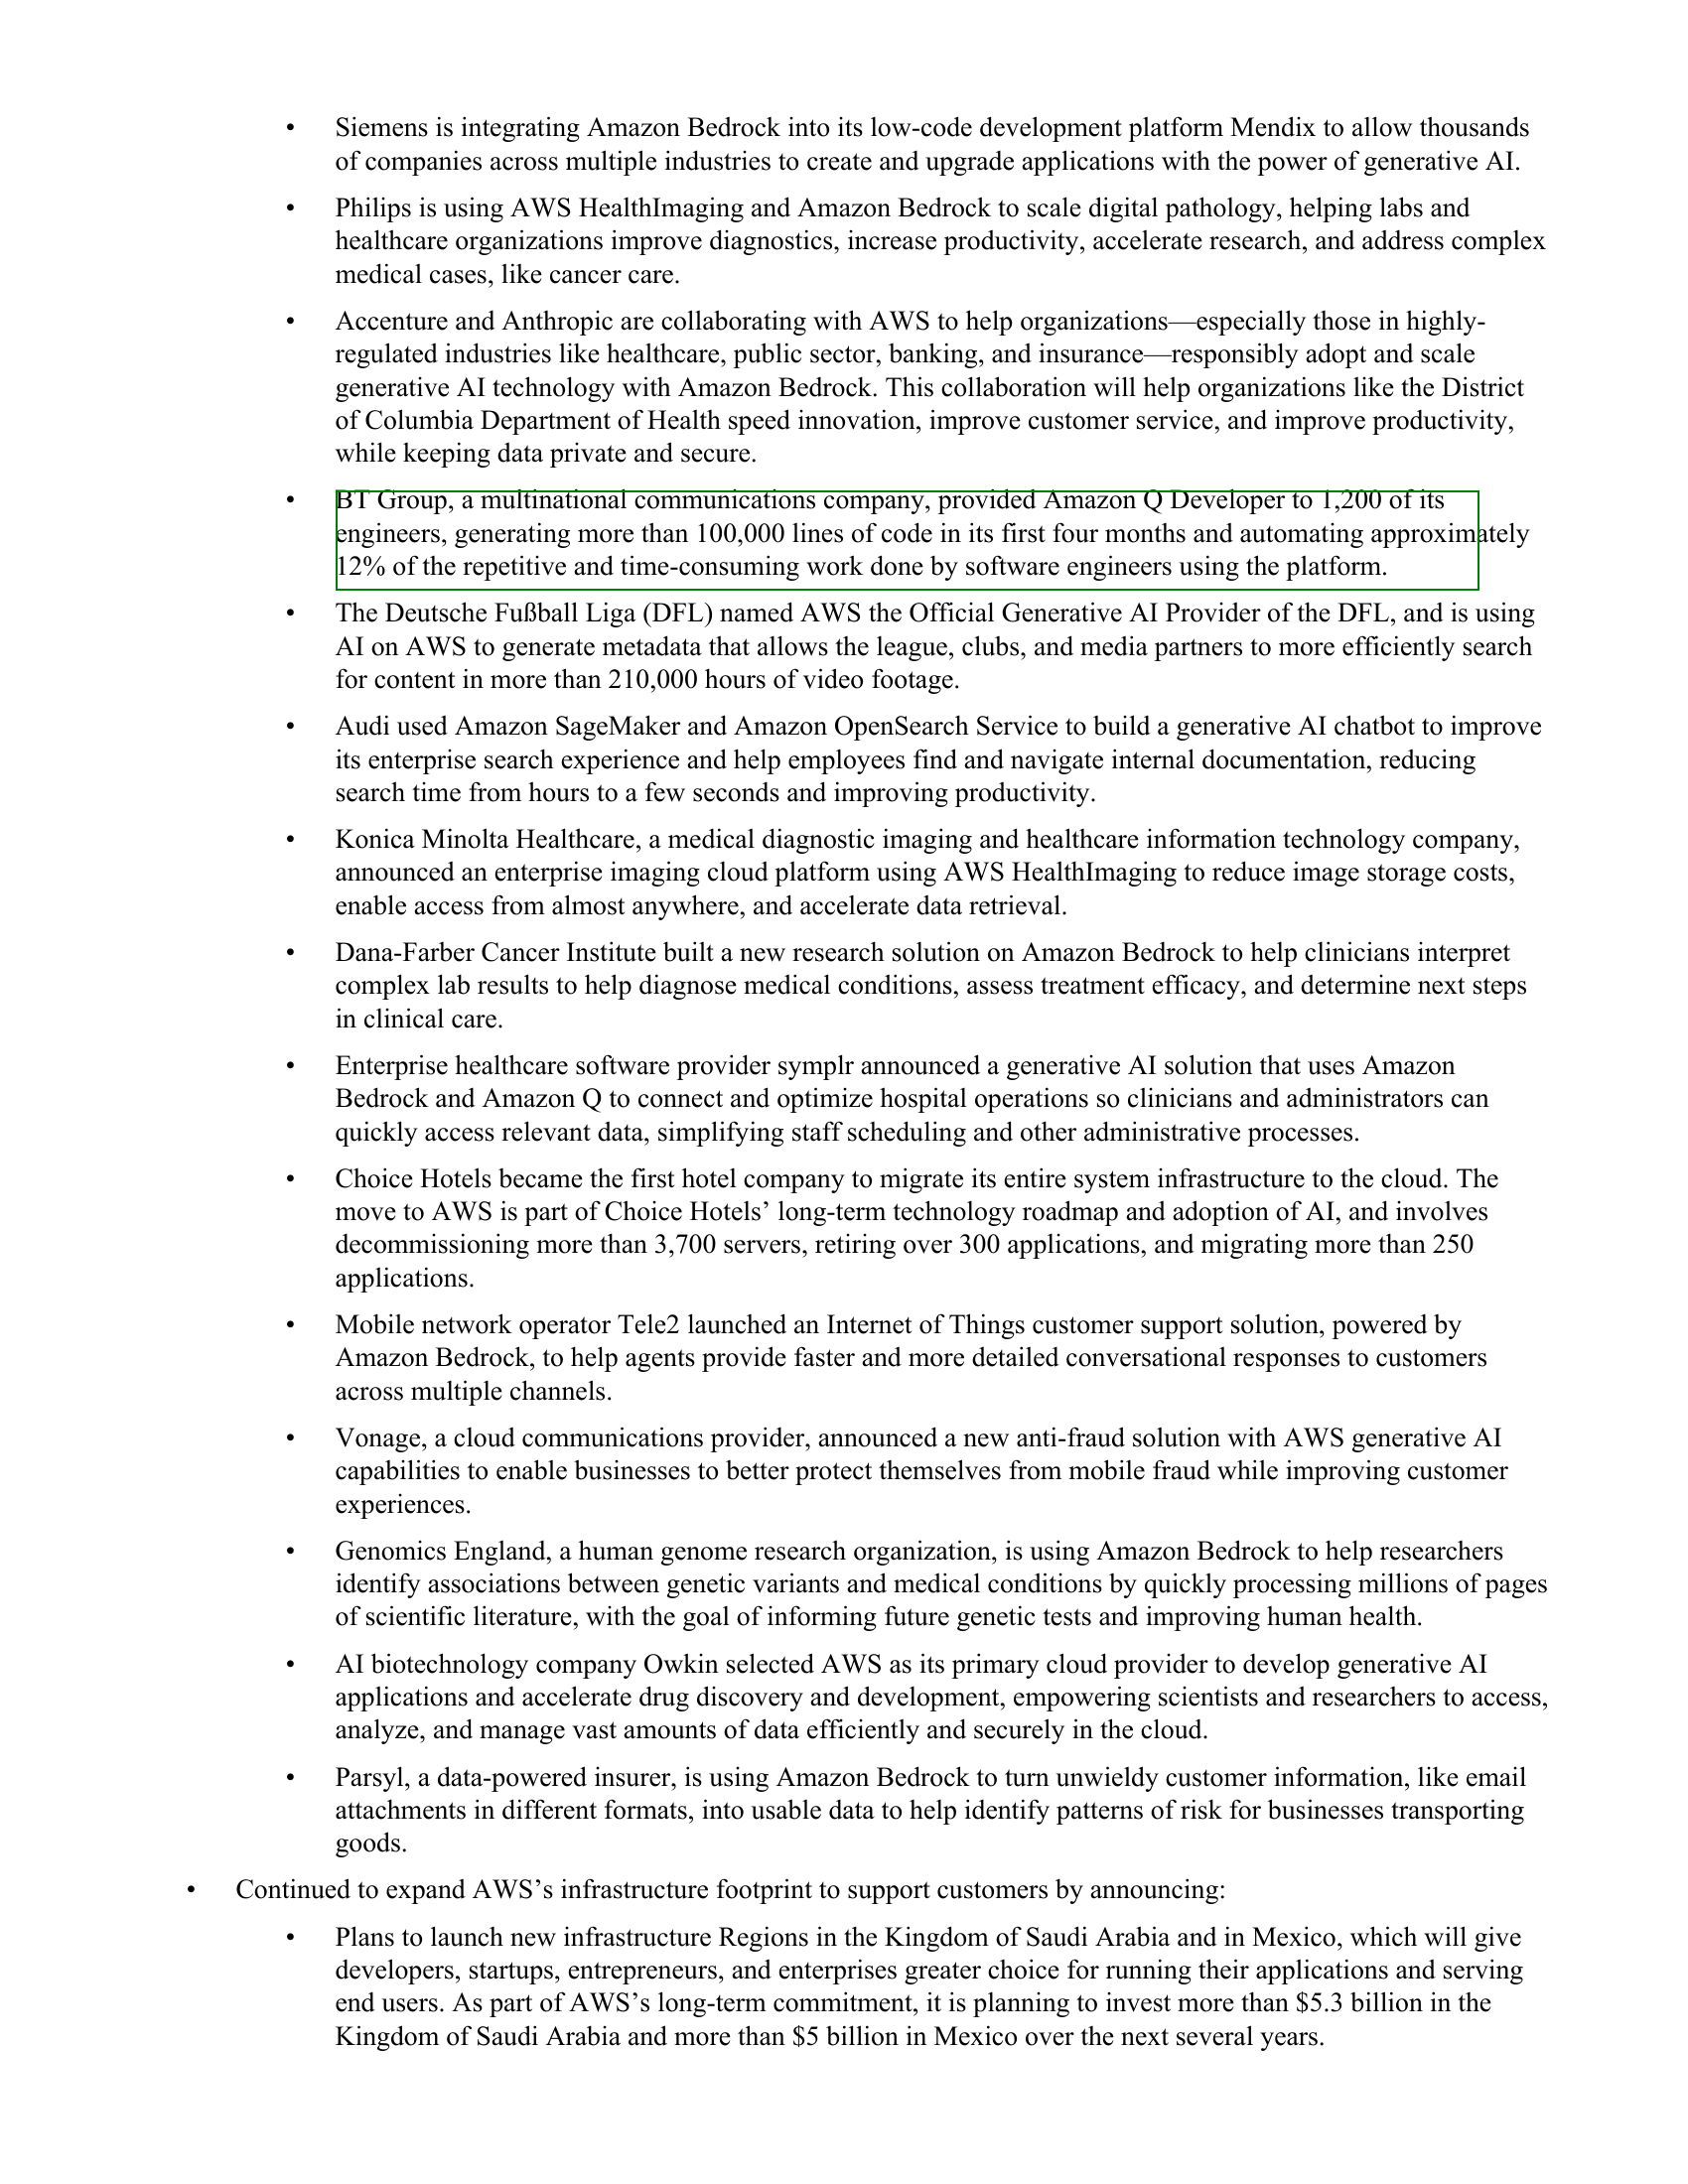 • Siemens is integrating Amazon Bedrock into its low-code development platform Mendix to allow thousands
of companies across multiple industries to create and upgrade applications with the power of generative AI.
• Philips is using AWS HealthImaging and Amazon Bedrock to scale digital pathology, helping labs and
healthcare organizations improve diagnostics, increase productivity, accelerate research, and address complex
medical cases, like cancer care.
• Accenture and Anthropic are collaborating with AWS to help organizations—especially those in highly-
regulated industries like healthcare, public sector, banking, and insurance—responsibly adopt and scale
generative AI technology with Amazon Bedrock. This collaboration will help organizations like the District
of Columbia Department of Health speed innovation, improve customer service, and improve productivity,
while keeping data private and secure.
• BT Group, a multinational communications company, provided Amazon Q Developer to 1,200 of its
engineers, generating more than 100,000 lines of code in its first four months and automating approximately
12% of the repetitive and time-consuming work done by software engineers using the platform.
• The Deutsche Fußball Liga (DFL) named AWS the Official Generative AI Provider of the DFL, and is using
AI on AWS to generate metadata that allows the league, clubs, and media partners to more efficiently search
for content in more than 210,000 hours of video footage.
• Audi used Amazon SageMaker and Amazon OpenSearch Service to build a generative AI chatbot to improve
its enterprise search experience and help employees find and navigate internal documentation, reducing
search time from hours to a few seconds and improving productivity.
• Konica Minolta Healthcare, a medical diagnostic imaging and healthcare information technology company,
announced an enterprise imaging cloud platform using AWS HealthImaging to reduce image storage costs,
enable access from almost anywhere, and accelerate data retrieval.
• Dana-Farber Cancer Institute built a new research solution on Amazon Bedrock to help clinicians interpret
complex lab results to help diagnose medical conditions, assess treatment efficacy, and determine next steps
in clinical care.
• Enterprise healthcare software provider symplr announced a generative AI solution that uses Amazon
Bedrock and Amazon Q to connect and optimize hospital operations so clinicians and administrators can
quickly access relevant data, simplifying staff scheduling and other administrative processes.
• Choice Hotels became the first hotel company to migrate its entire system infrastructure to the cloud. The
move to AWS is part of Choice Hotels’ long-term technology roadmap and adoption of AI, and involves
decommissioning more than 3,700 servers, retiring over 300 applications, and migrating more than 250
applications.
• Mobile network operator Tele2 launched an Internet of Things customer support solution, powered by
Amazon Bedrock, to help agents provide faster and more detailed conversational responses to customers
across multiple channels.
• Vonage, a cloud communications provider, announced a new anti-fraud solution with AWS generative AI
capabilities to enable businesses to better protect themselves from mobile fraud while improving customer
experiences.
• Genomics England, a human genome research organization, is using Amazon Bedrock to help researchers
identify associations between genetic variants and medical conditions by quickly processing millions of pages
of scientific literature, with the goal of informing future genetic tests and improving human health.
• AI biotechnology company Owkin selected AWS as its primary cloud provider to develop generative AI
applications and accelerate drug discovery and development, empowering scientists and researchers to access,
analyze, and manage vast amounts of data efficiently and securely in the cloud.
• Parsyl, a data-powered insurer, is using Amazon Bedrock to turn unwieldy customer information, like email
attachments in different formats, into usable data to help identify patterns of risk for businesses transporting
goods.
• Continued to expand AWS’s infrastructure footprint to support customers by announcing:
• Plans to launch new infrastructure Regions in the Kingdom of Saudi Arabia and in Mexico, which will give
developers, startups, entrepreneurs, and enterprises greater choice for running their applications and serving
end users. As part of AWS’s long-term commitment, it is planning to invest more than $5.3 billion in the
Kingdom of Saudi Arabia and more than $5 billion in Mexico over the next several years.